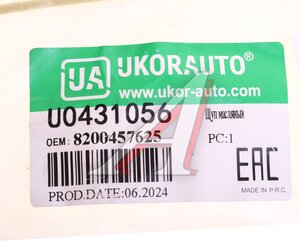 UA UKORAUTO®
www.ukor-auto.com
U0431056
Щуп масляный
OEM: 8200457625
PC:1
EAC
PROD.DATE:06.2024
MADE IN P.R.C.